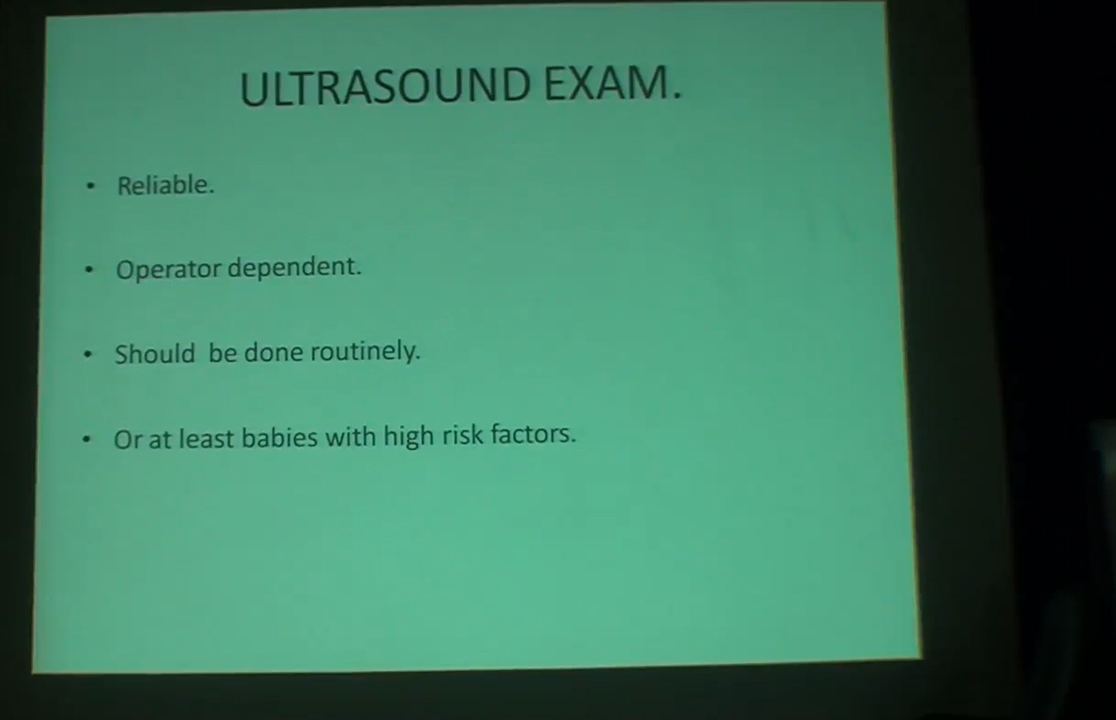 ULTRASOUND EXAM.
• Reliable.
• Operator dependent.
• Should be done routinely.
• Or at least babies with high risk factors.